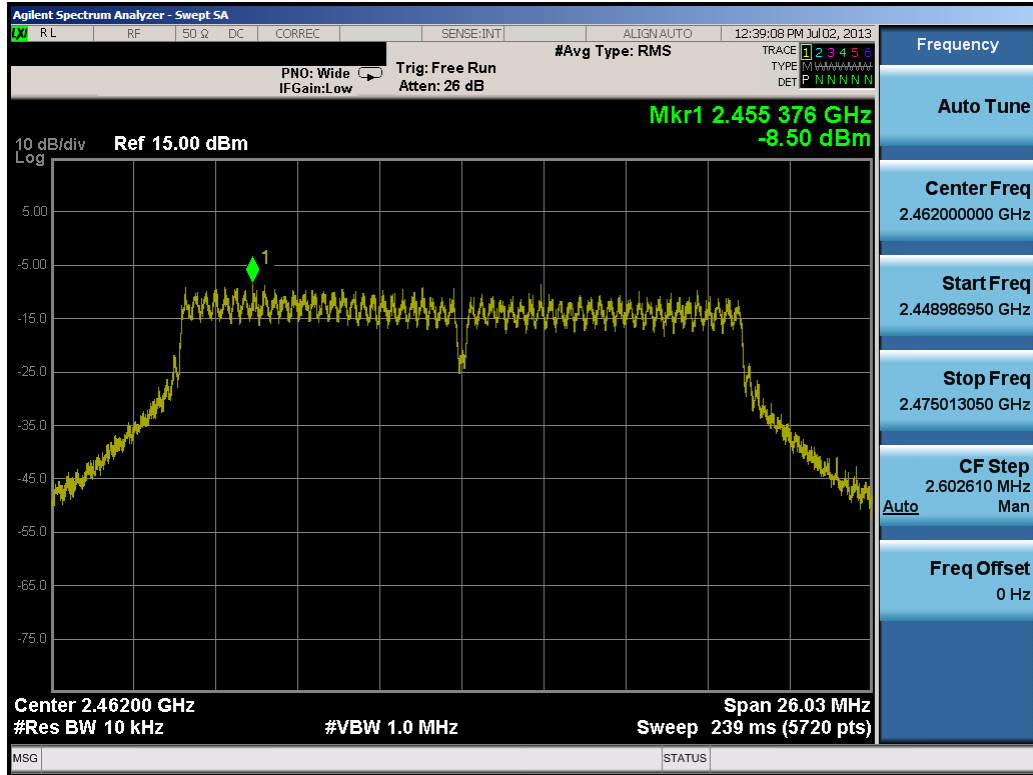 Agilent Spectrum Analyzer - Swept SA
LXI RL RF 50 Ω DC CORREC SENSE:INT ALIGN AUTO 12:39:08 PM Jul 02, 2013
#Avg Type: RMS TRACE 1 2 3 4 5 6
PNO: Wide Trig: Free Run TYPE M WWWWW
IFGain:Low Atten: 26 dB DET P N N N N N
Frequency
Auto Tune
Mkr1 2.455 376 GHz
-8.50 dBm
10 dB/div Ref 15.00 dBm
Log
1
5.00
-5.00
-15.0
-25.0
-35.0
-45.0
-55.0
-65.0
-75.0
Center 2.46200 GHz Span 26.03 MHz
#Res BW 10 kHz #VBW 1.0 MHz Sweep 239 ms (5720 pts)
Center Freq
2.462000000 GHz
Start Freq
2.448986950 GHz
Stop Freq
2.475013050 GHz
CF Step
2.602610 MHz
Auto Man
Freq Offset
0 Hz
MSG STATUS